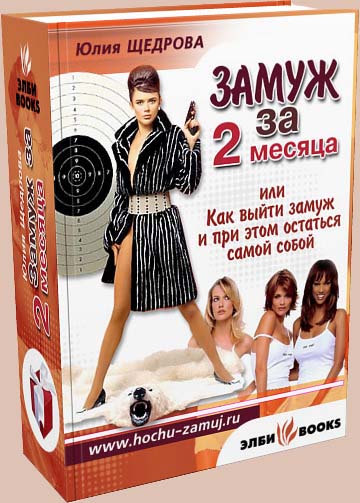 Юлия ЩЕДРОВА
ЗАМУЖ
за
2 месяца
или
Как выйти замуж
и при этом остаться
самой собой
www.hochu-zamuj.ru
ЭЛБИ BOOKS
ЭЛБИ
BOOKS
Юлия Щедрова
замуж за
2 месяца